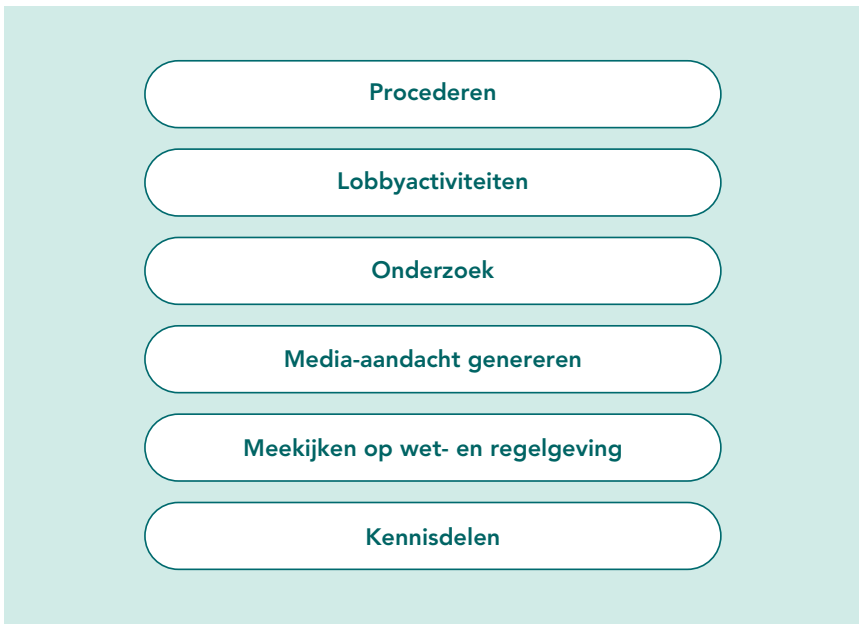 Procederen
Lobbyactiviteiten
Onderzoek
Media-aandacht genereren
Meekijken op wet- en regelgeving
Kennisdelen